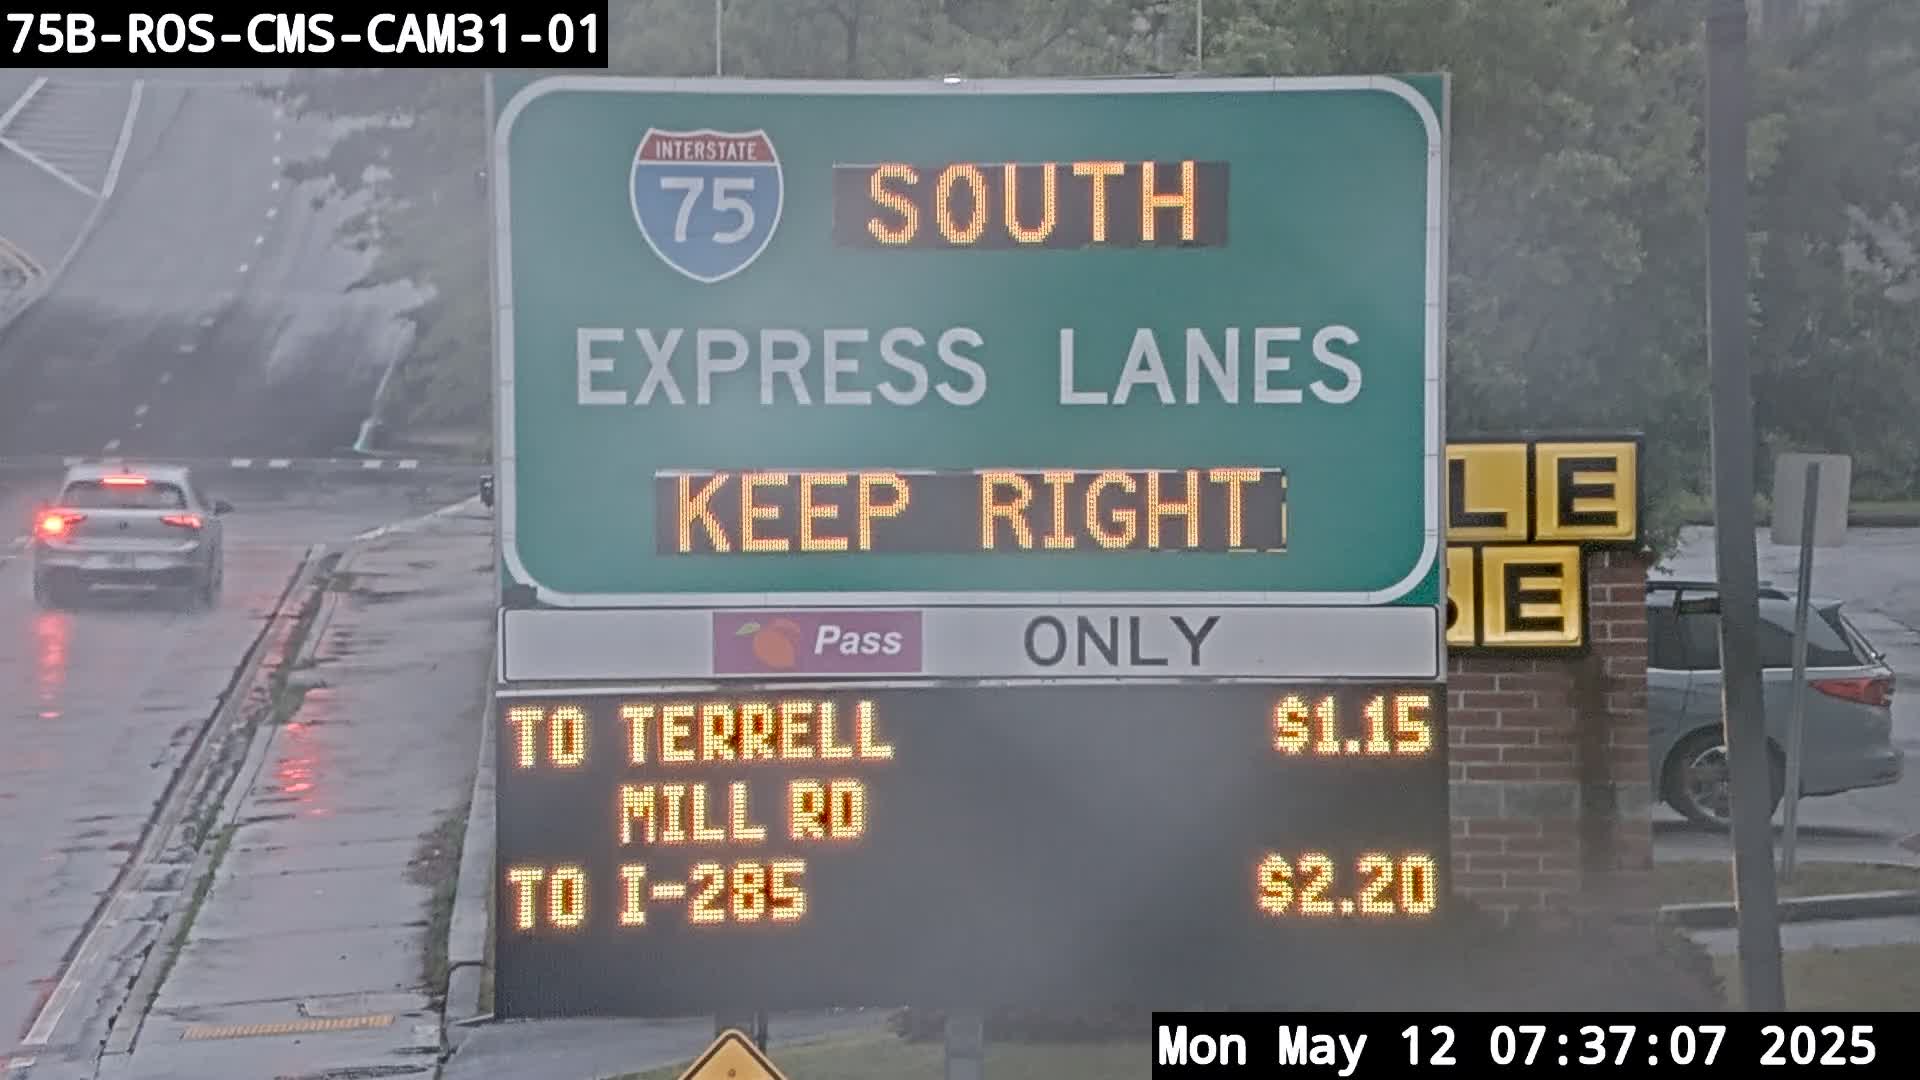 75B-ROS-CMS-CAM31-01
INTERSTATE
75
SOUTH
EXPRESS LANES
KEEP RIGHT
Pass ONLY
TO TERRELL $1.15
MILL RD
TO I-285 $2.20
LE
E
Mon May 12 07:37:07 2025